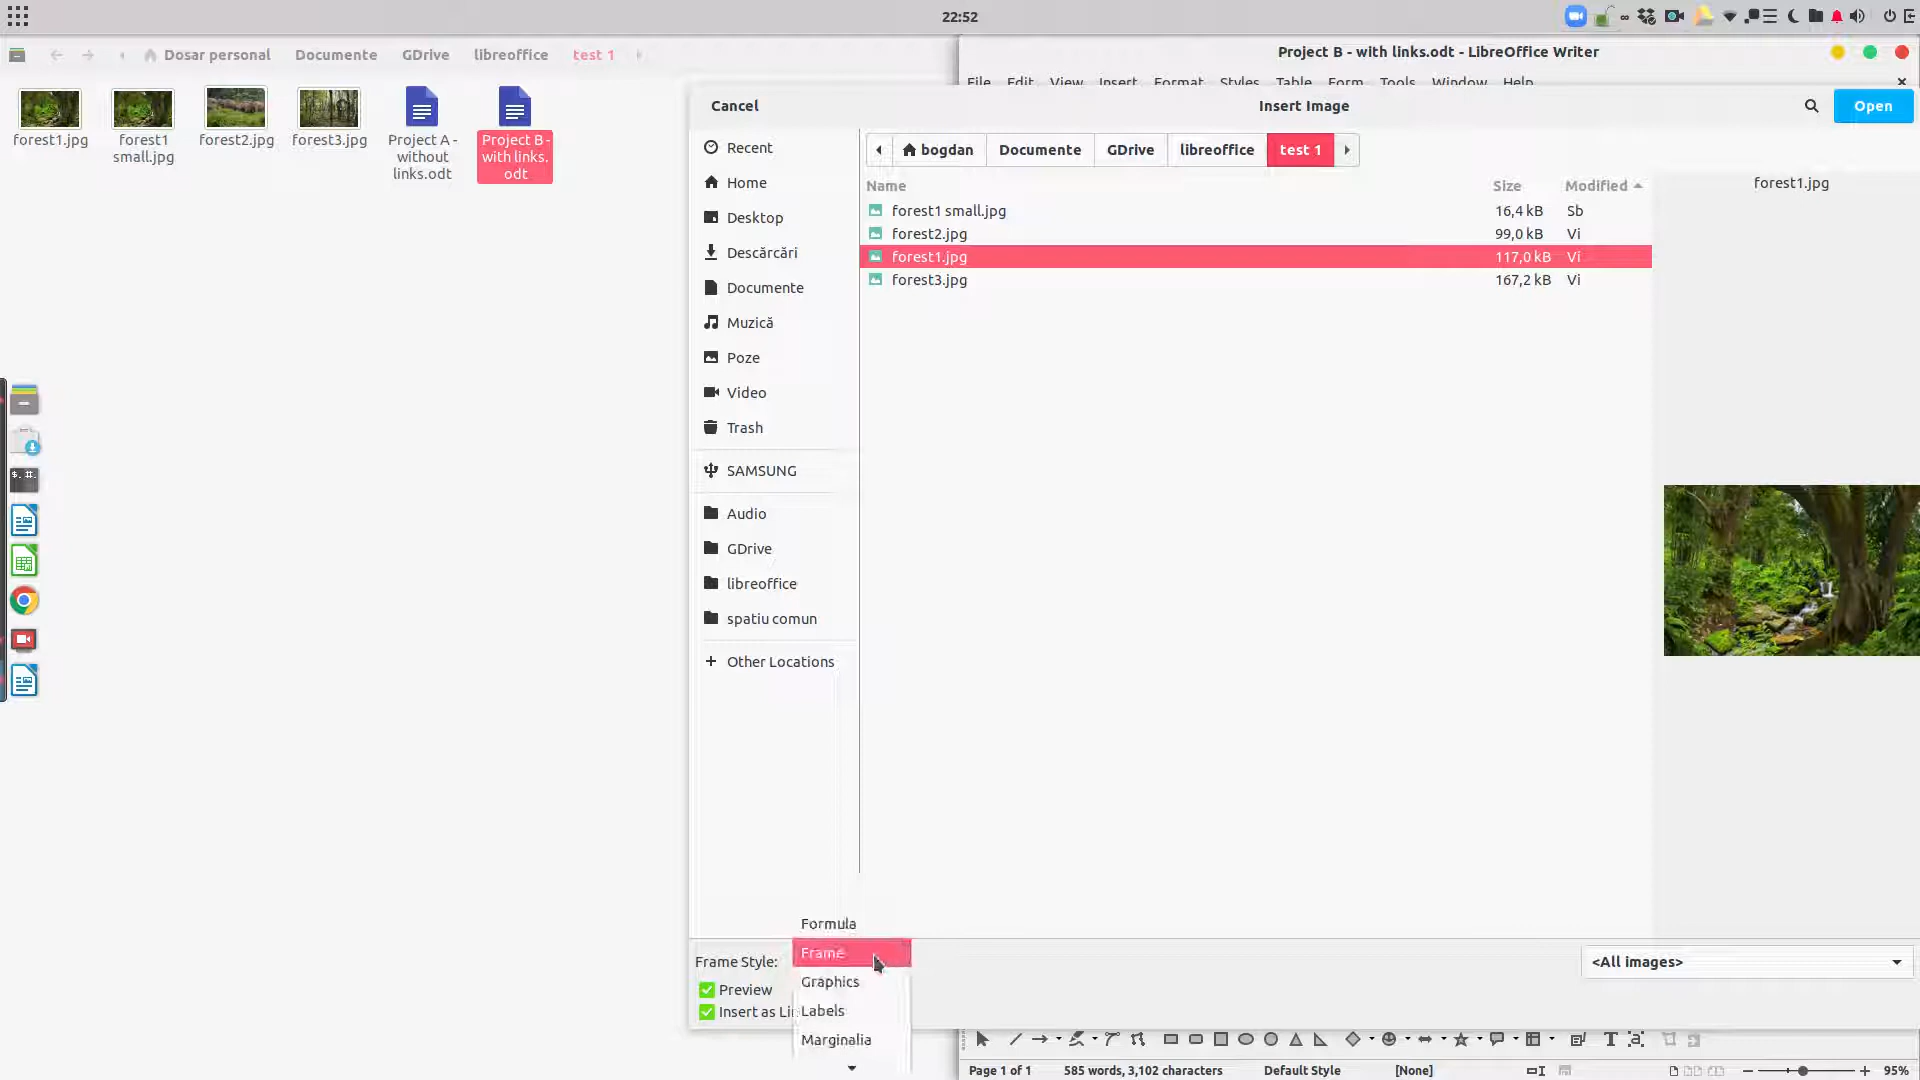 22:52
Dosar personal
Documente
GDrive
libreoffice
test 1
Project B - with links.odt - LibreOffice Writer
File Edit View Insert Format Styles Table Form Tools Window Help
forest1.jpg
forest1
small.jpg
forest2.jpg
forest3.jpg
Project A -
without
links.odt
Project B -
with links.
odt
Cancel
Insert Image
Open
Recent
Home
Desktop
Descărcări
Documente
Muzică
Poze
Video
Trash
SAMSUNG
Audio
GDrive
libreoffice
spatiu comun
Other Locations
bogdan
Documente
GDrive
libreoffice
test 1
Name Size Modified
forest1 small.jpg 16,4 kB Sb
forest2.jpg 99,0 kB Vi
forest1.jpg 117,0 kB Vi
forest3.jpg 167,2 kB Vi
forest1.jpg
Frame Style:
Formula
Frame
Graphics
Labels
Marginalia
Preview
Insert as Li
<All images>
Page 1 of 1
585 words, 3,102 characters
Default Style
[None]
95%